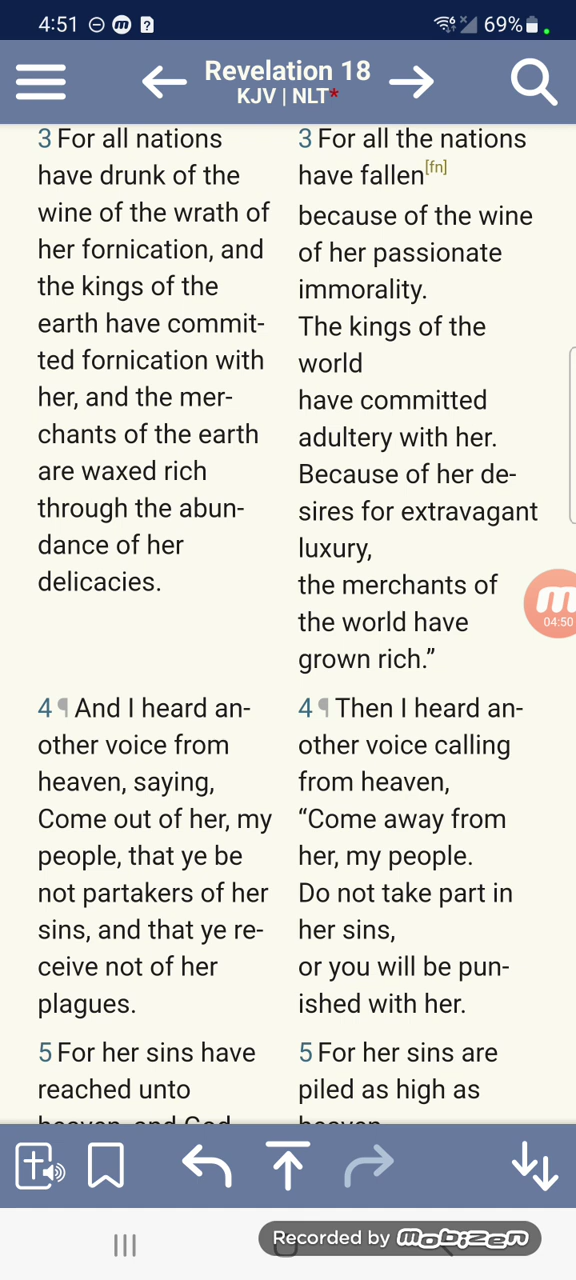 4:51
69%
Revelation 18
KJV | NLT*
3 For all nations
have drunk of the
wine of the wrath of
her fornication, and
the kings of the
earth have commit-
ted fornication with
her, and the mer-
chants of the earth
are waxed rich
through the abun-
dance of her
delicacies.
3 For all the nations
have fallen[fn]
because of the wine
of her passionate
immorality.
The kings of the
world
have committed
adultery with her.
Because of her de-
sires for extravagant
luxury,
the merchants of
the world have
grown rich.”
04:50
4 ¶ And I heard an-
other voice from
heaven, saying,
Come out of her, my
people, that ye be
not partakers of her
sins, and that ye re-
ceive not of her
plagues.
4 ¶ Then I heard an-
other voice calling
from heaven,
“Come away from
her, my people.
Do not take part in
her sins,
or you will be pun-
ished with her.
5 For her sins have
reached unto
heaven, and God
5 For her sins are
piled as high as
heaven
Recorded by Mobizen